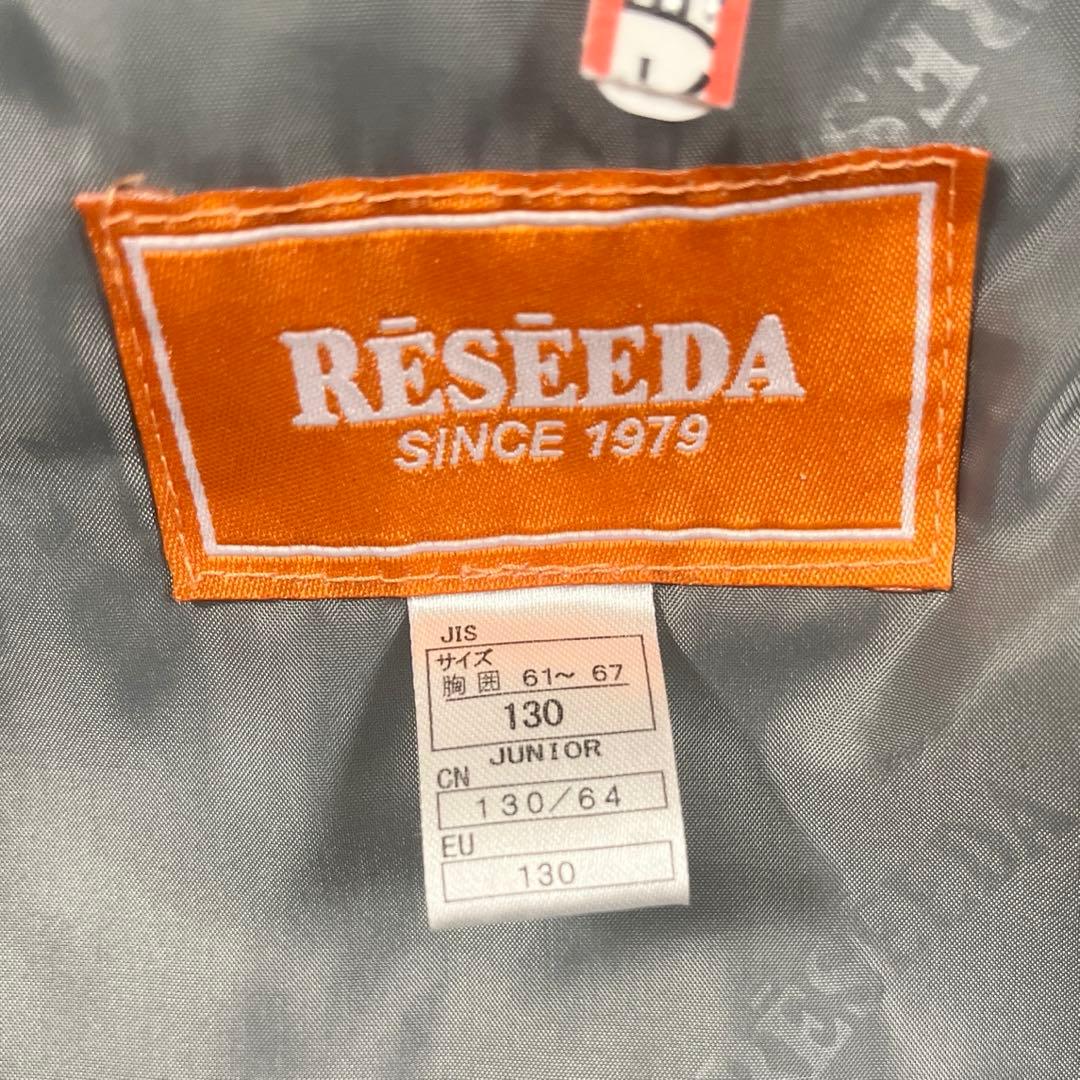 RĒSĒEDA
SINCE 1979
JIS
サイズ
胸囲 61～ 67
130
JUNIOR
CN
130/64
EU
130